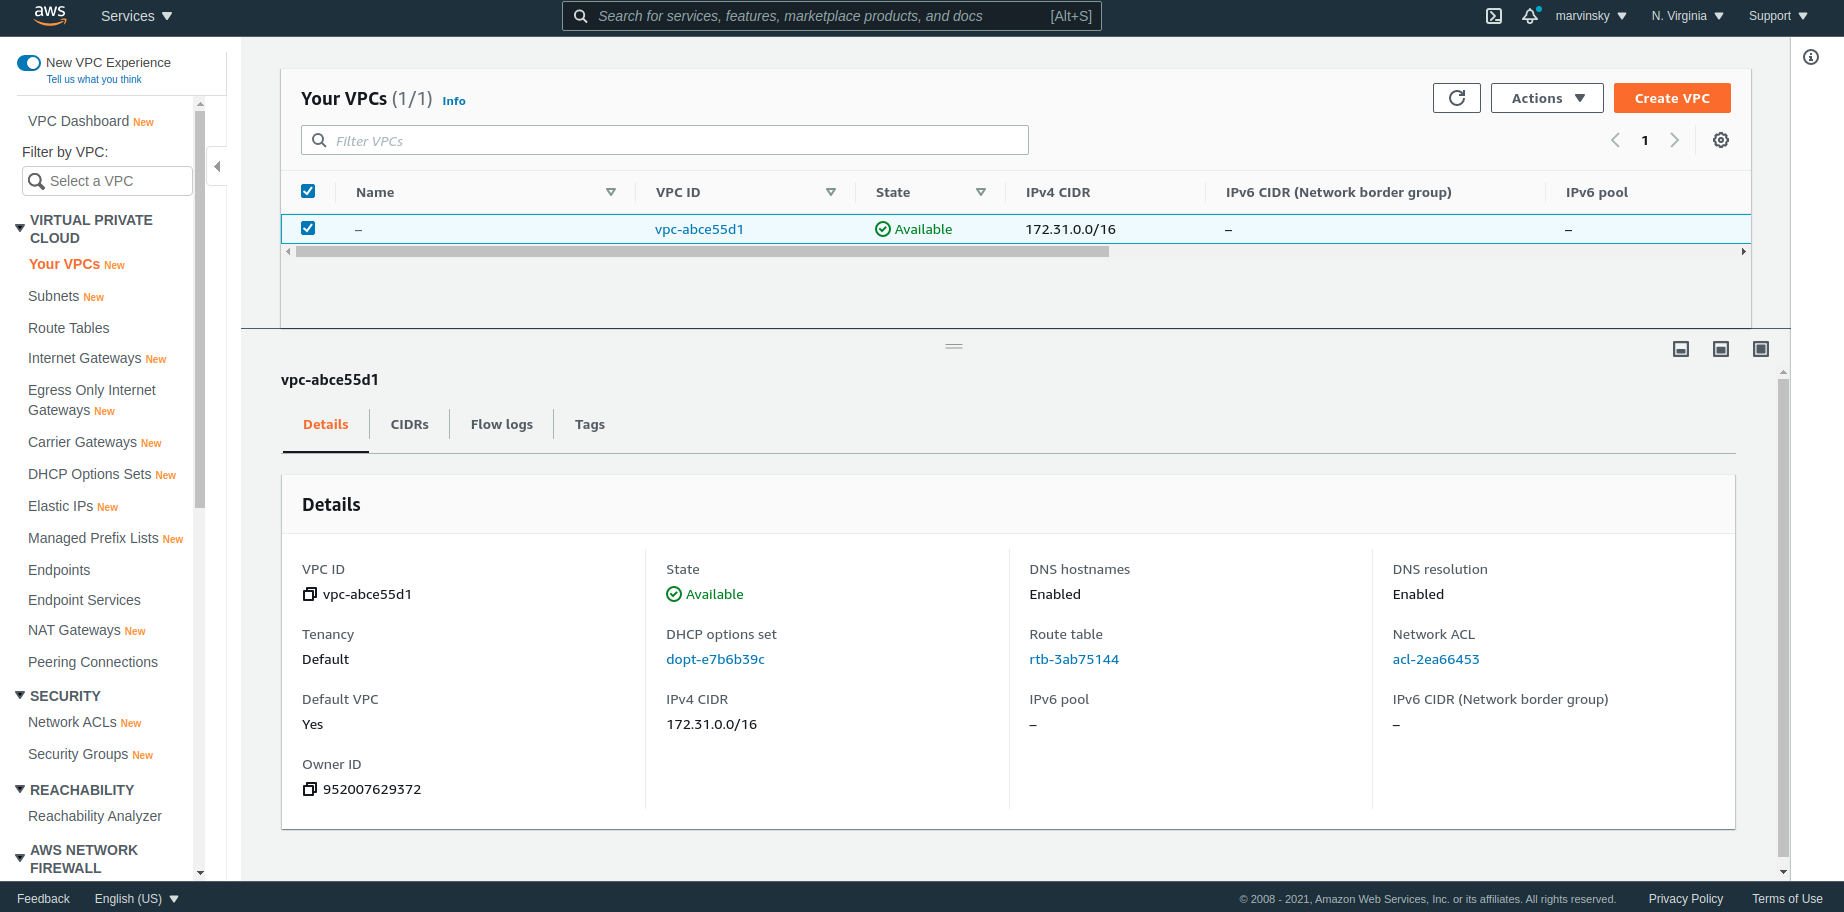 aws
Services
Search for services, features, marketplace products, and docs [Alt+S]
marvinsky
N. Virginia
Support
New VPC Experience
Tell us what you think
VPC Dashboard New
Filter by VPC:
Select a VPC
VIRTUAL PRIVATE
CLOUD
Your VPCs New
Subnets New
Route Tables
Internet Gateways New
Egress Only Internet
Gateways New
Carrier Gateways New
DHCP Options Sets New
Elastic IPs New
Managed Prefix Lists New
Endpoints
Endpoint Services
NAT Gateways New
Peering Connections
SECURITY
Network ACLs New
Security Groups New
REACHABILITY
Reachability Analyzer
AWS NETWORK
FIREWALL
Your VPCs (1/1) Info
Actions
Create VPC
Filter VPCs
1
Name VPC ID State IPv4 CIDR IPv6 CIDR (Network border group) IPv6 pool
– vpc-abce55d1 Available 172.31.0.0/16 – –
vpc-abce55d1
Details CIDRs Flow logs Tags
Details
VPC ID State DNS hostnames DNS resolution
vpc-abce55d1 Available Enabled Enabled
Tenancy DHCP options set Route table Network ACL
Default dopt-e7b6b39c rtb-3ab75144 acl-2ea66453
Default VPC IPv4 CIDR IPv6 pool IPv6 CIDR (Network border group)
Yes 172.31.0.0/16 – –
Owner ID
952007629372
Feedback English (US) © 2008 - 2021, Amazon Web Services, Inc. or its affiliates. All rights reserved. Privacy Policy Terms of Use